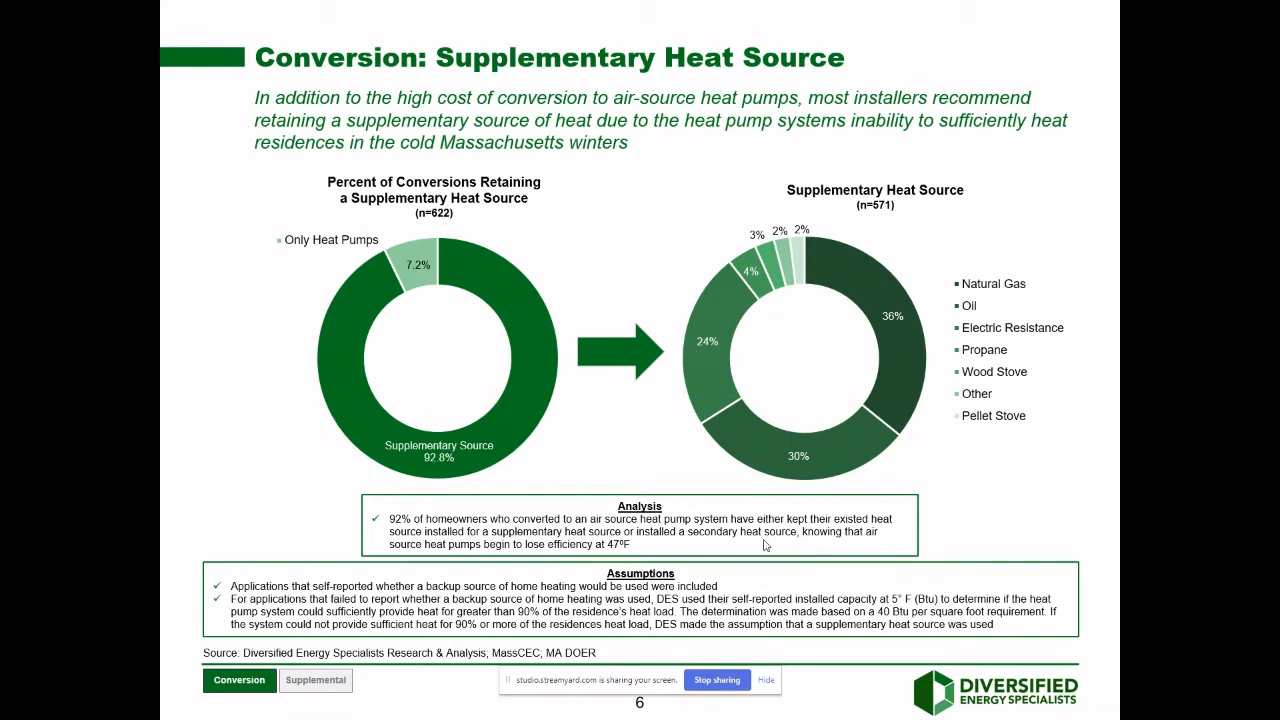 Conversion: Supplementary Heat Source
In addition to the high cost of conversion to air-source heat pumps, most installers recommend
retaining a supplementary source of heat due to the heat pump systems inability to sufficiently heat
residences in the cold Massachusetts winters
Percent of Conversions Retaining
a Supplementary Heat Source
(n=622)
Only Heat Pumps
7.2%
Supplementary Source
92.8%
Supplementary Heat Source
(n=571)
3%
2%
2%
4%
36%
24%
30%
Natural Gas
Oil
Electric Resistance
Propane
Wood Stove
Other
Pellet Stove
Analysis
✓ 92% of homeowners who converted to an air source heat pump system have either kept their existed heat
source installed for a supplementary heat source or installed a secondary heat source, knowing that air
source heat pumps begin to lose efficiency at 47ºF
Assumptions
✓ Applications that self-reported whether a backup source of home heating would be used were included
✓ For applications that failed to report whether a backup source of home heating was used, DES used their self-reported installed capacity at 5° F (Btu) to determine if the heat
pump system could sufficiently provide heat for greater than 90% of the residence's heat load. The determination was made based on a 40 Btu per square foot requirement. If
the system could not provide sufficient heat for 90% or more of the residences heat load, DES made the assumption that a supplementary heat source was used
Source: Diversified Energy Specialists Research & Analysis; MassCEC; MA DOER
Conversion
Supplemental
studio.streamyard.com is sharing your screen.
Stop sharing
Hide
6
DIVERSIFIED
ENERGY SPECIALISTS